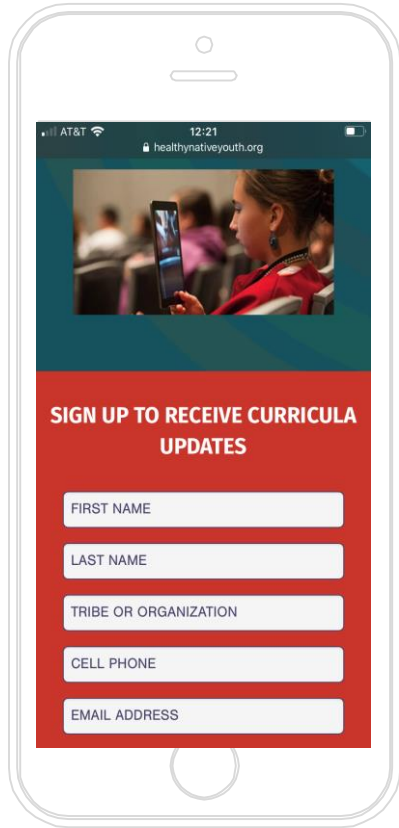 AT&T 12:21
healthynativeyouth.org
SIGN UP TO RECEIVE CURRICULA
UPDATES
FIRST NAME
LAST NAME
TRIBE OR ORGANIZATION
CELL PHONE
EMAIL ADDRESS